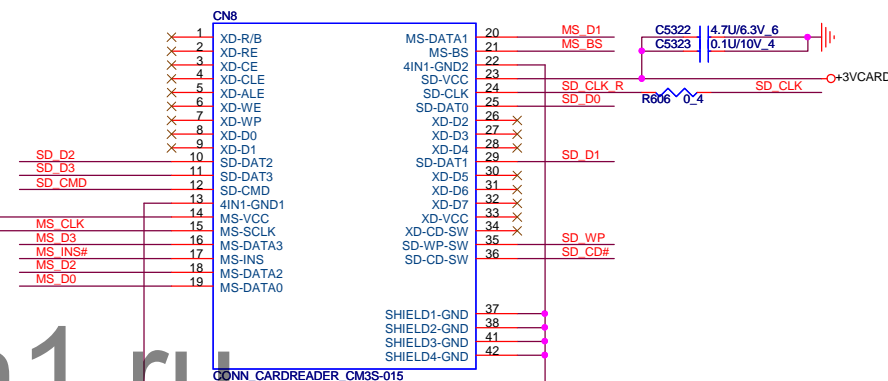 CN8
1 XD-R/B
2 XD-RE
3 XD-CE
4 XD-CLE
5 XD-ALE
6 XD-WE
7 XD-WP
8 XD-D0
9 XD-D1
SD_D2 10 SD-DAT2
SD_D3 11 SD-DAT3
SD_CMD 12 SD-CMD
13 4IN1-GND1
14 MS-VCC
MS_CLK 15 MS-SCLK
MS_D3 16 MS-DATA3
MS_INS# 17 MS-INS
MS_D2 18 MS-DATA2
MS_D0 19 MS-DATA0
MS-DATA1 20 MS_D1
MS-BS 21 MS_BS
4IN1-GND2 22
SD-VCC 23
SD-CLK 24 SD_CLK_R
SD-DAT0 25 SD_D0
XD-D2 26
XD-D3 27
XD-D4 28
SD-DAT1 29 SD_D1
XD-D5 30
XD-D6 31
XD-D7 32
XD-VCC 33
XD-CD-SW 34
SD-WP-SW 35 SD_WP
SD-CD-SW 36 SD_CD#
SHIELD1-GND 37
SHIELD2-GND 38
SHIELD3-GND 41
SHIELD4-GND 42
C5322 4.7U/6.3V_6
C5323 0.1U/10V_4
+3VCARD
R606 0_4 SD_CLK
CONN_CARDREADER_CM3S-015